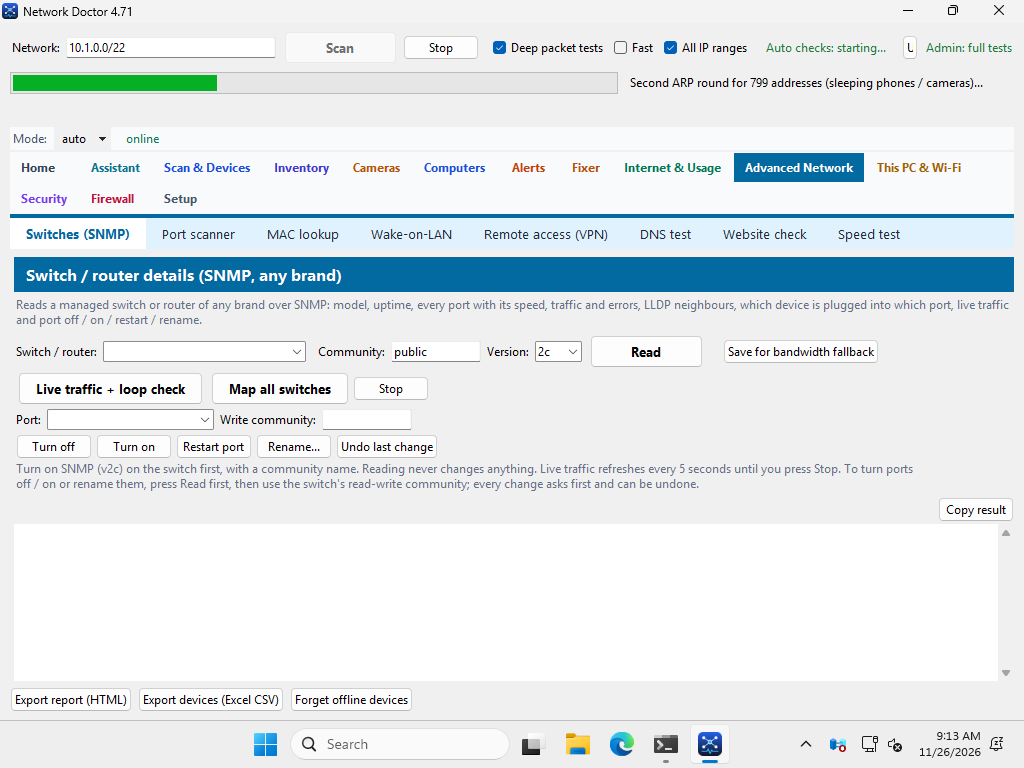 Network Doctor 4.71
Network: 10.1.0.0/22 Scan Stop Deep packet tests Fast All IP ranges Auto checks: starting... Admin: full tests
Second ARP round for 799 addresses (sleeping phones / cameras)...
Mode: auto online
Home Assistant Scan & Devices Inventory Cameras Computers Alerts Fixer Internet & Usage Advanced Network This PC & Wi-Fi
Security Firewall Setup
Switches (SNMP) Port scanner MAC lookup Wake-on-LAN Remote access (VPN) DNS test Website check Speed test
Switch / router details (SNMP, any brand)
Reads a managed switch or router of any brand over SNMP: model, uptime, every port with its speed, traffic and errors, LLDP neighbours, which device is plugged into which port, live traffic
and port off / on / restart / rename.
Switch / router: Community: public Version: 2c Read Save for bandwidth fallback
Live traffic + loop check Map all switches Stop
Port: Write community:
Turn off Turn on Restart port Rename... Undo last change
Turn on SNMP (v2c) on the switch first, with a community name. Reading never changes anything. Live traffic refreshes every 5 seconds until you press Stop. To turn ports
off / on or rename them, press Read first, then use the switch's read-write community; every change asks first and can be undone.
Copy result
Export report (HTML) Export devices (Excel CSV) Forget offline devices
Search
9:13 AM
11/26/2026